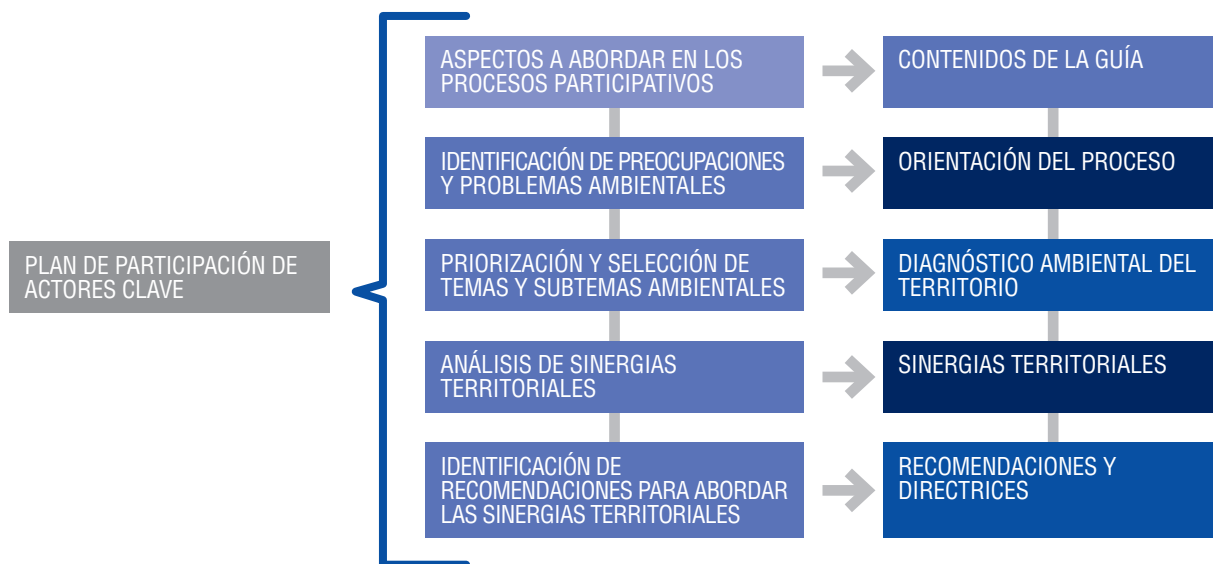 PLAN DE PARTICIPACIÓN DE
ACTORES CLAVE
ASPECTOS A ABORDAR EN LOS
PROCESOS PARTICIPATIVOS
CONTENIDOS DE LA GUÍA
IDENTIFICACIÓN DE PREOCUPACIONES
Y PROBLEMAS AMBIENTALES
ORIENTACIÓN DEL PROCESO
PRIORIZACIÓN Y SELECCIÓN DE
TEMAS Y SUBTEMAS AMBIENTALES
DIAGNÓSTICO AMBIENTAL DEL
TERRITORIO
ANÁLISIS DE SINERGIAS
TERRITORIALES
SINERGIAS TERRITORIALES
IDENTIFICACIÓN DE
RECOMENDACIONES PARA ABORDAR
LAS SINERGIAS TERRITORIALES
RECOMENDACIONES Y
DIRECTRICES